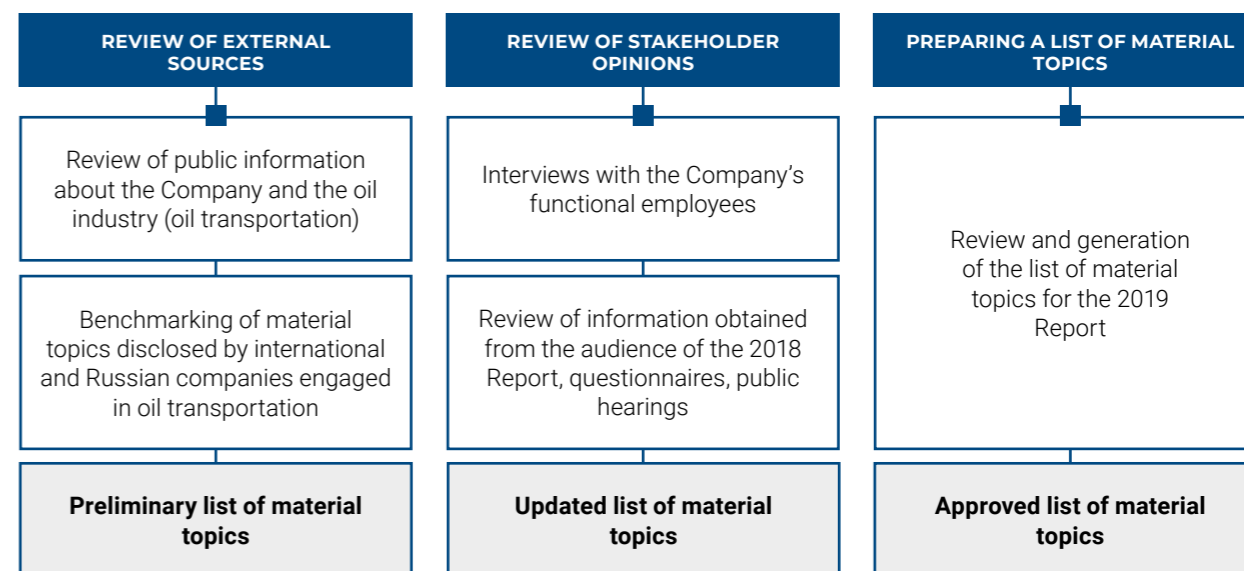 REVIEW OF EXTERNAL
SOURCES
Review of public information
about the Company and the oil
industry (oil transportation)
Benchmarking of material
topics disclosed by international
and Russian companies engaged
in oil transportation
Preliminary list of material
topics
REVIEW OF STAKEHOLDER
OPINIONS
Interviews with the Company’s
functional employees
Review of information obtained
from the audience of the 2018
Report, questionnaires, public
hearings
Updated list of material
topics
PREPARING A LIST OF MATERIAL
TOPICS
Review and generation
of the list of material
topics for the 2019
Report
Approved list of material
topics